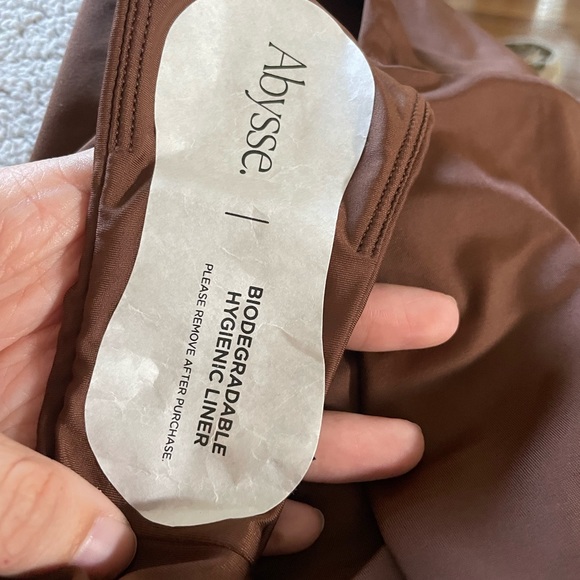 Abysse. |
BIODEGRADABLE
HYGIENIC LINER
PLEASE REMOVE AFTER PURCHASE.